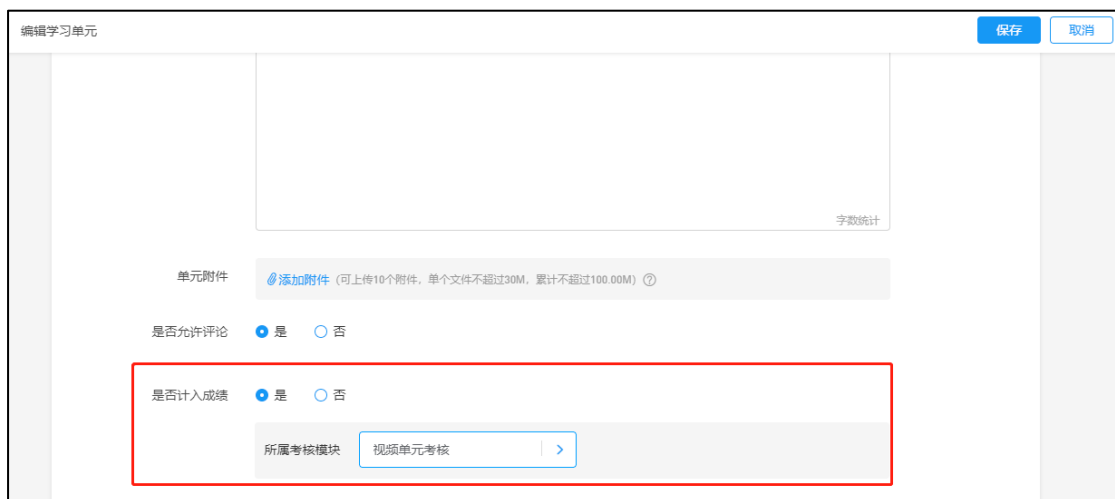 编辑学习单元 保存 取消
字数统计
单元附件 添加附件 (可上传10个附件, 单个文件不超过30M, 累计不超过100.00M) ?
是否允许评论 是 否
是否计入成绩 是 否
所属考核模块 视频单元考核 >